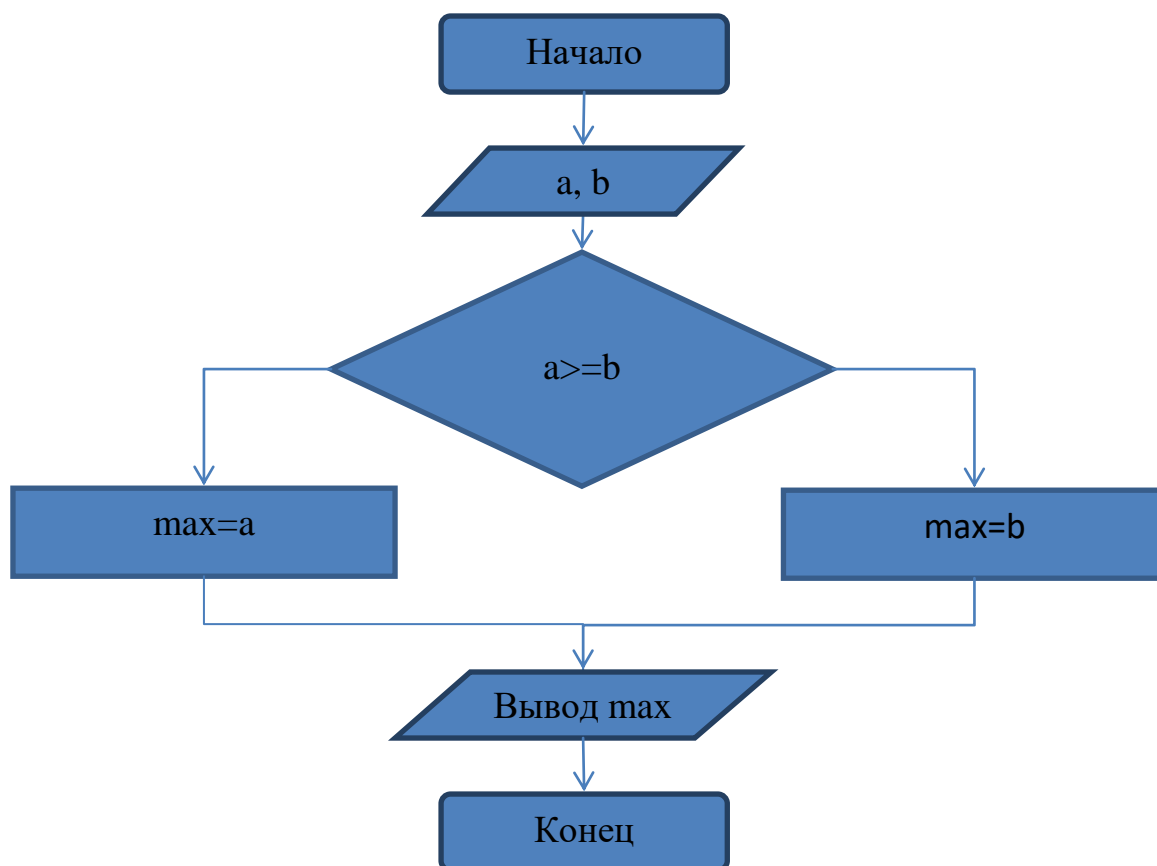 Начало
a, b
a>=b
max=a
max=b
Вывод max
Конец